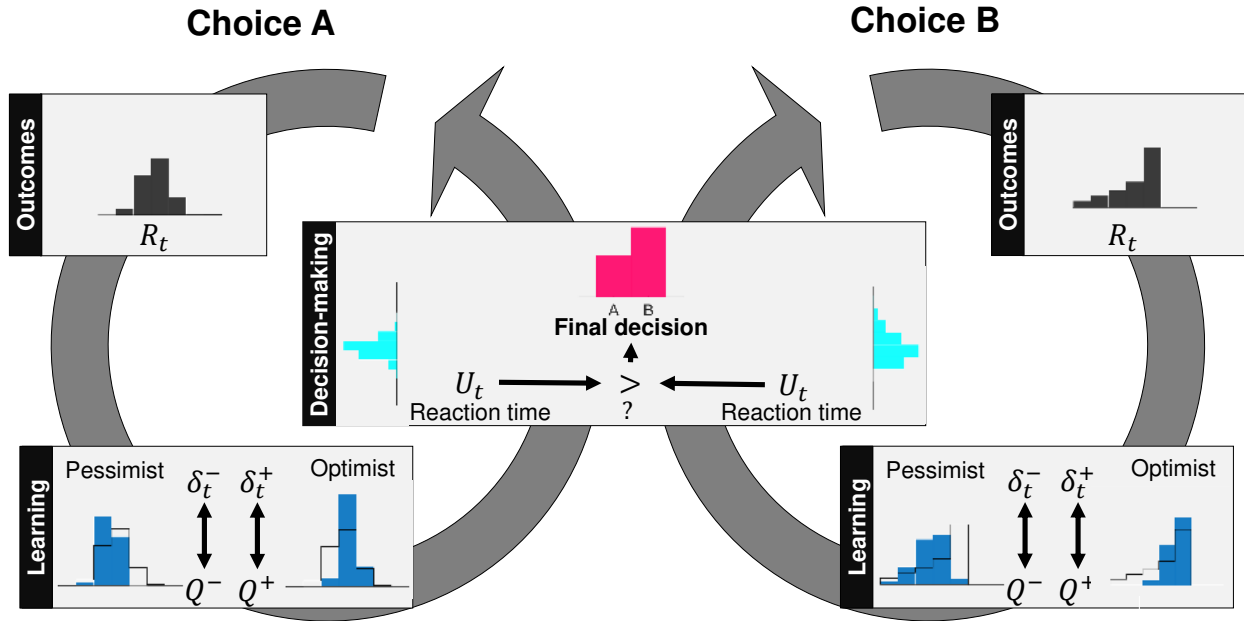 Choice A
Choice B
Outcomes
R_t
Outcomes
R_t
Decision-making
A B
Final decision
U_t > U_t
Reaction time ? Reaction time
Learning
Pessimist δ_t^- δ_t^+ Optimist
Q^- Q^+
Learning
Pessimist δ_t^- δ_t^+ Optimist
Q^- Q^+